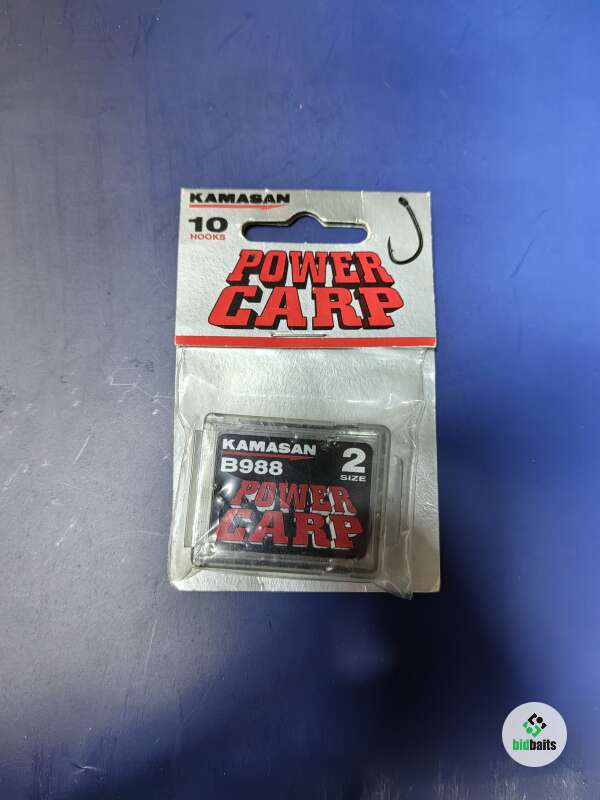 KAMASAN
10
HOOKS
POWER
CARP
KAMASAN
B988
2
SIZE
POWER
CARP
bidbaits